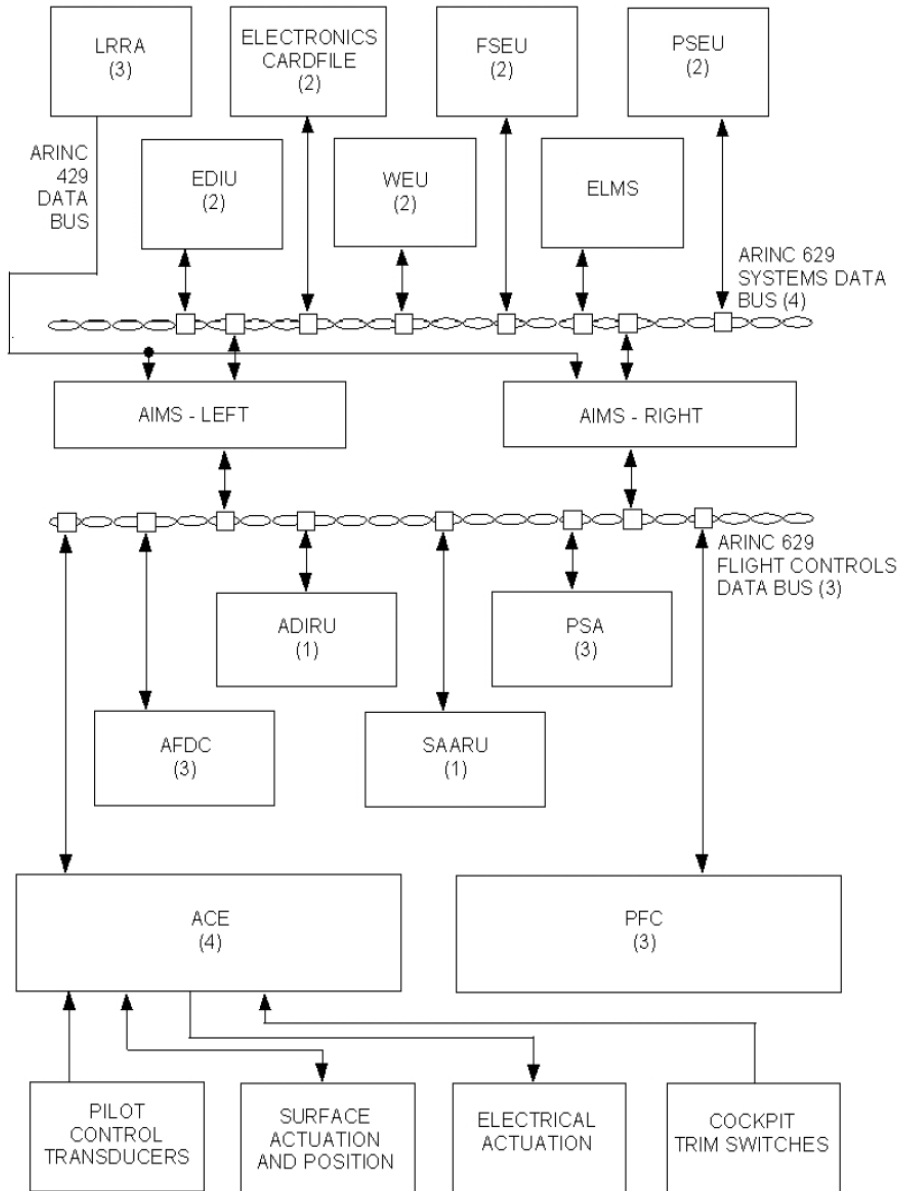 LRRA
(3)
ELECTRONICS
CARDFILE
(2)
FSEU
(2)
PSEU
(2)
ARINC
429
DATA
BUS
EDIU
(2)
WEU
(2)
ELMS
ARINC 629
SYSTEMS DATA
BUS (4)
AIMS - LEFT
AIMS - RIGHT
ARINC 629
FLIGHT CONTROLS
DATA BUS (3)
ADIRU
(1)
PSA
(3)
AFDC
(3)
SAARU
(1)
ACE
(4)
PFC
(3)
PILOT
CONTROL
TRANSDUCERS
SURFACE
ACTUATION
AND POSITION
ELECTRICAL
ACTUATION
COCKPIT
TRIM SWITCHES